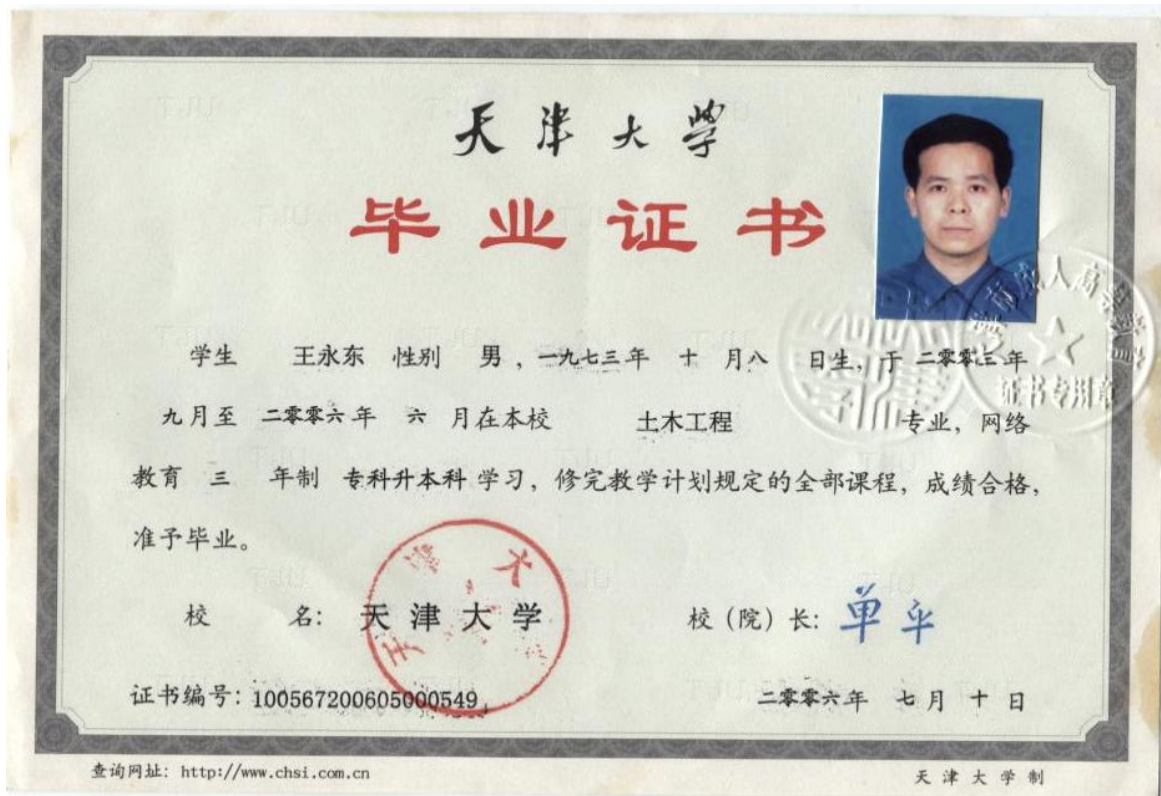 天津大学
毕业证书
学生 王永东 性别 男，一九七三年 十 月八 日生，于 二零零三年
九月至 二零零六年 六 月在本校 土木工程 专业，网络
教育 三 年制 专科升本科 学习，修完教学计划规定的全部课程，成绩合格，
准予毕业。
校 名：天津大学 校（院）长：单平
证书编号：100567200605000549 二零零六年 七月 十日
查询网址：http://www.chsi.com.cn 天津大学制
证书专用章